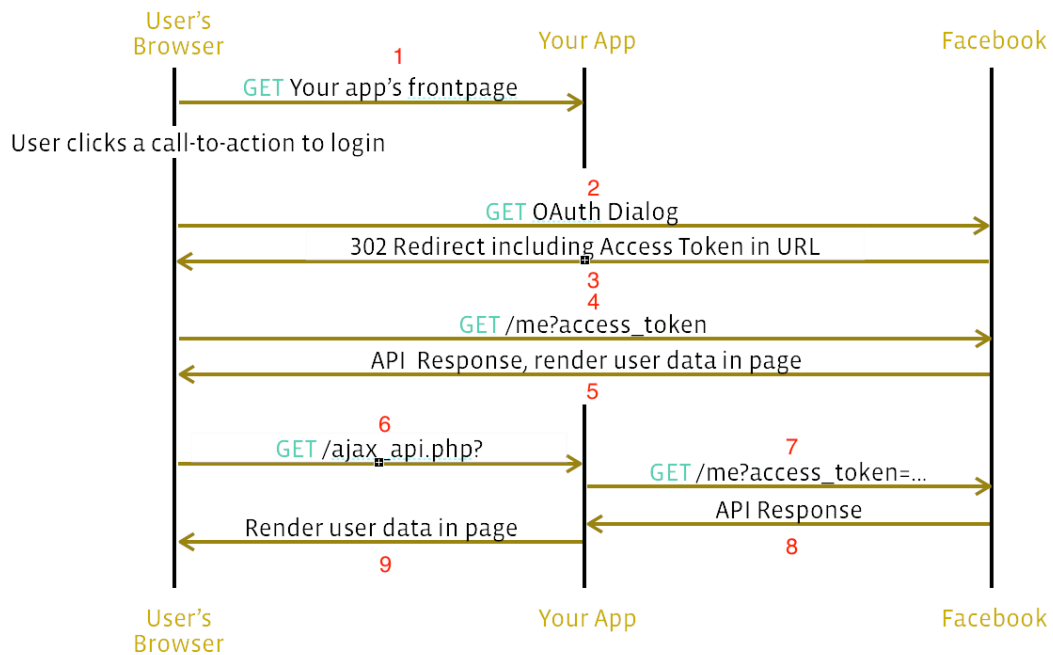 User's
Browser
Your App
Facebook
1
GET Your app's frontpage
User clicks a call-to-action to login
2
GET OAuth Dialog
302 Redirect including Access Token in URL
3
4
GET /me?access_token
API Response, render user data in page
5
6
GET /ajax_api.php?
7
GET /me?access_token=...
API Response
8
Render user data in page
9
User's
Browser
Your App
Facebook